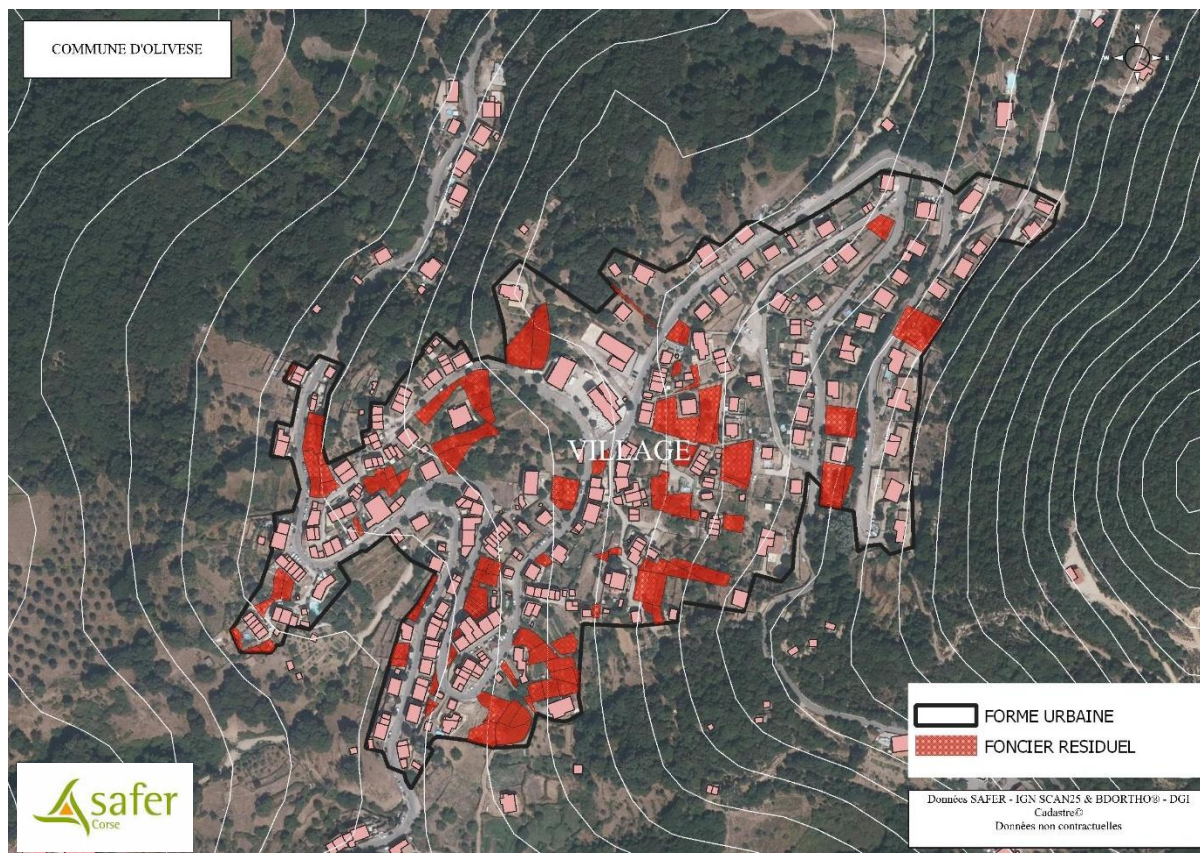 COMMUNE D'OLIVESE
N
W
E
S
VILLAGE
FORME URBAINE
FONCIER RESIDUEL
safer
Corse
Données SAFER - IGN SCAN25 & BDORTHO® - DGI
Cadastre©
Données non contractuelles